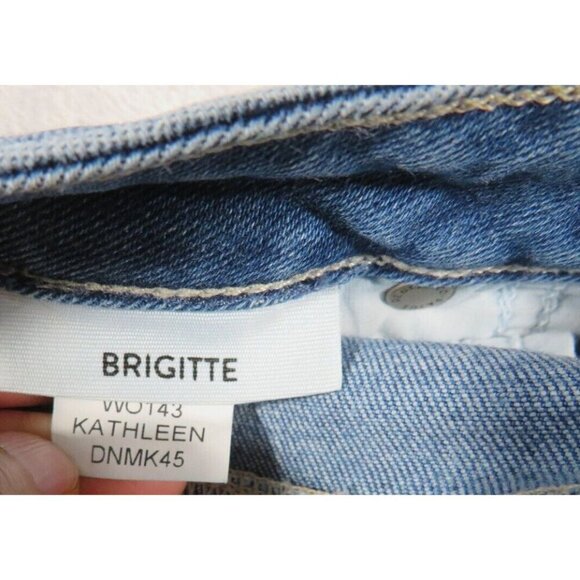 BRIGITTE
WO143
KATHLEEN
DNMK45